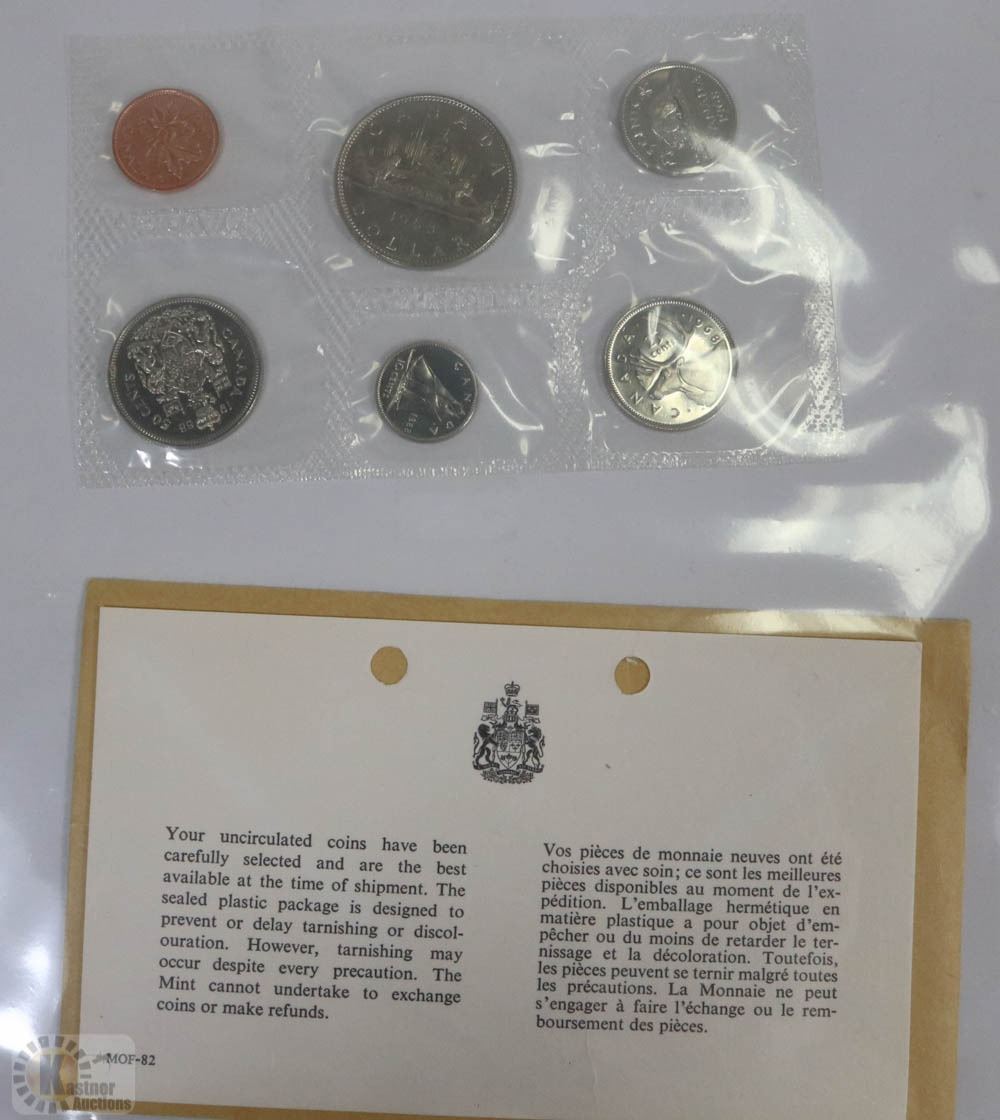 CANADA
DOLLAR
CANADA
1968
CANADA
50 CENTS
CANADA
10 CENTS
1968
Your uncirculated coins have been
carefully selected and are the best
available at the time of shipment. The
sealed plastic package is designed to
prevent or delay tarnishing or discol-
ouration. However, tarnishing may
occur despite every precaution. The
Mint cannot undertake to exchange
coins or make refunds.
Vos pièces de monnaie neuves ont été
choisies avec soin; ce sont les meilleures
pièces disponibles au moment de l'ex-
pédition. L'emballage hermétique en
matière plastique a pour objet d'em-
pêcher ou du moins de retarder le ter-
nissage et la décoloration. Toutefois,
les pièces peuvent se ternir malgré toutes
les précautions. La Monnaie ne peut
s'engager à faire l'échange ou le rem-
boursement des pièces.
MOF-82
Kastner
Auctions